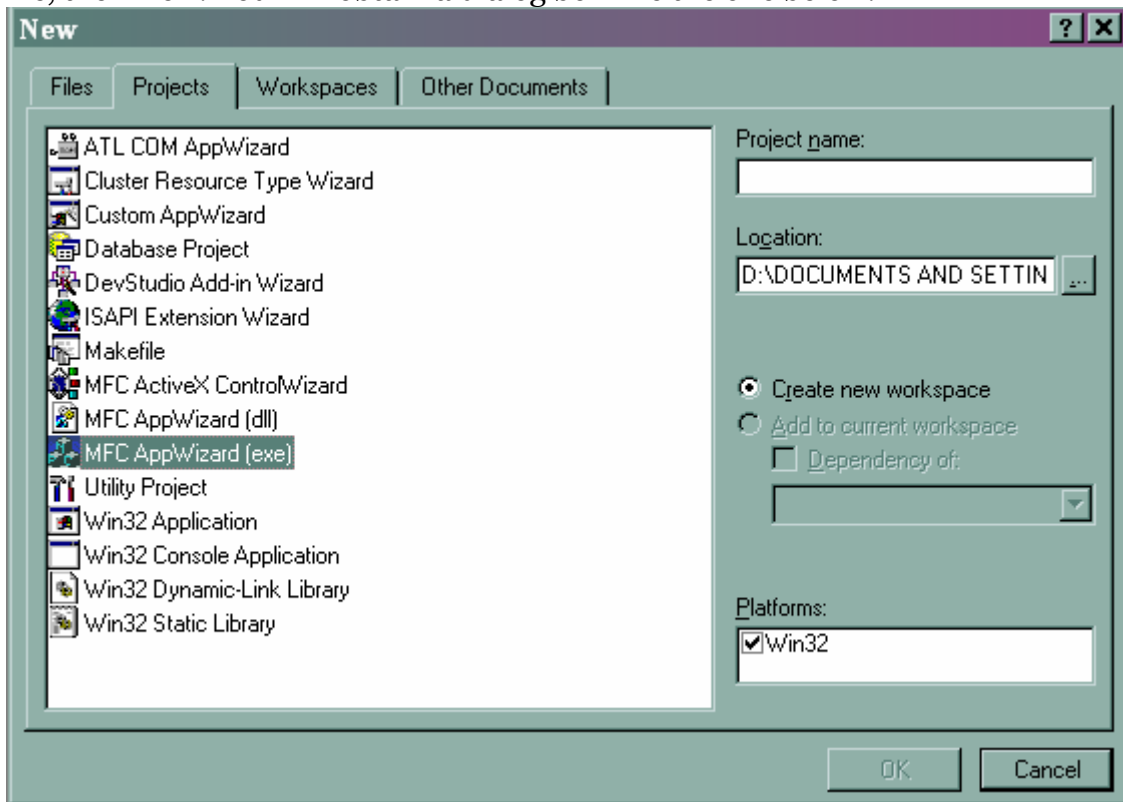 New
Files Projects Workspaces Other Documents
ATL COM AppWizard
Cluster Resource Type Wizard
Custom AppWizard
Database Project
DevStudio Add-in Wizard
ISAPI Extension Wizard
Makefile
MFC ActiveX ControlWizard
MFC AppWizard (dll)
MFC AppWizard (exe)
Utility Project
Win32 Application
Win32 Console Application
Win32 Dynamic-Link Library
Win32 Static Library
Project name:
Location:
D:\DOCUMENTS AND SETTIN ...
Create new workspace
Add to current workspace
Dependency of:
Platforms:
Win32
OK Cancel